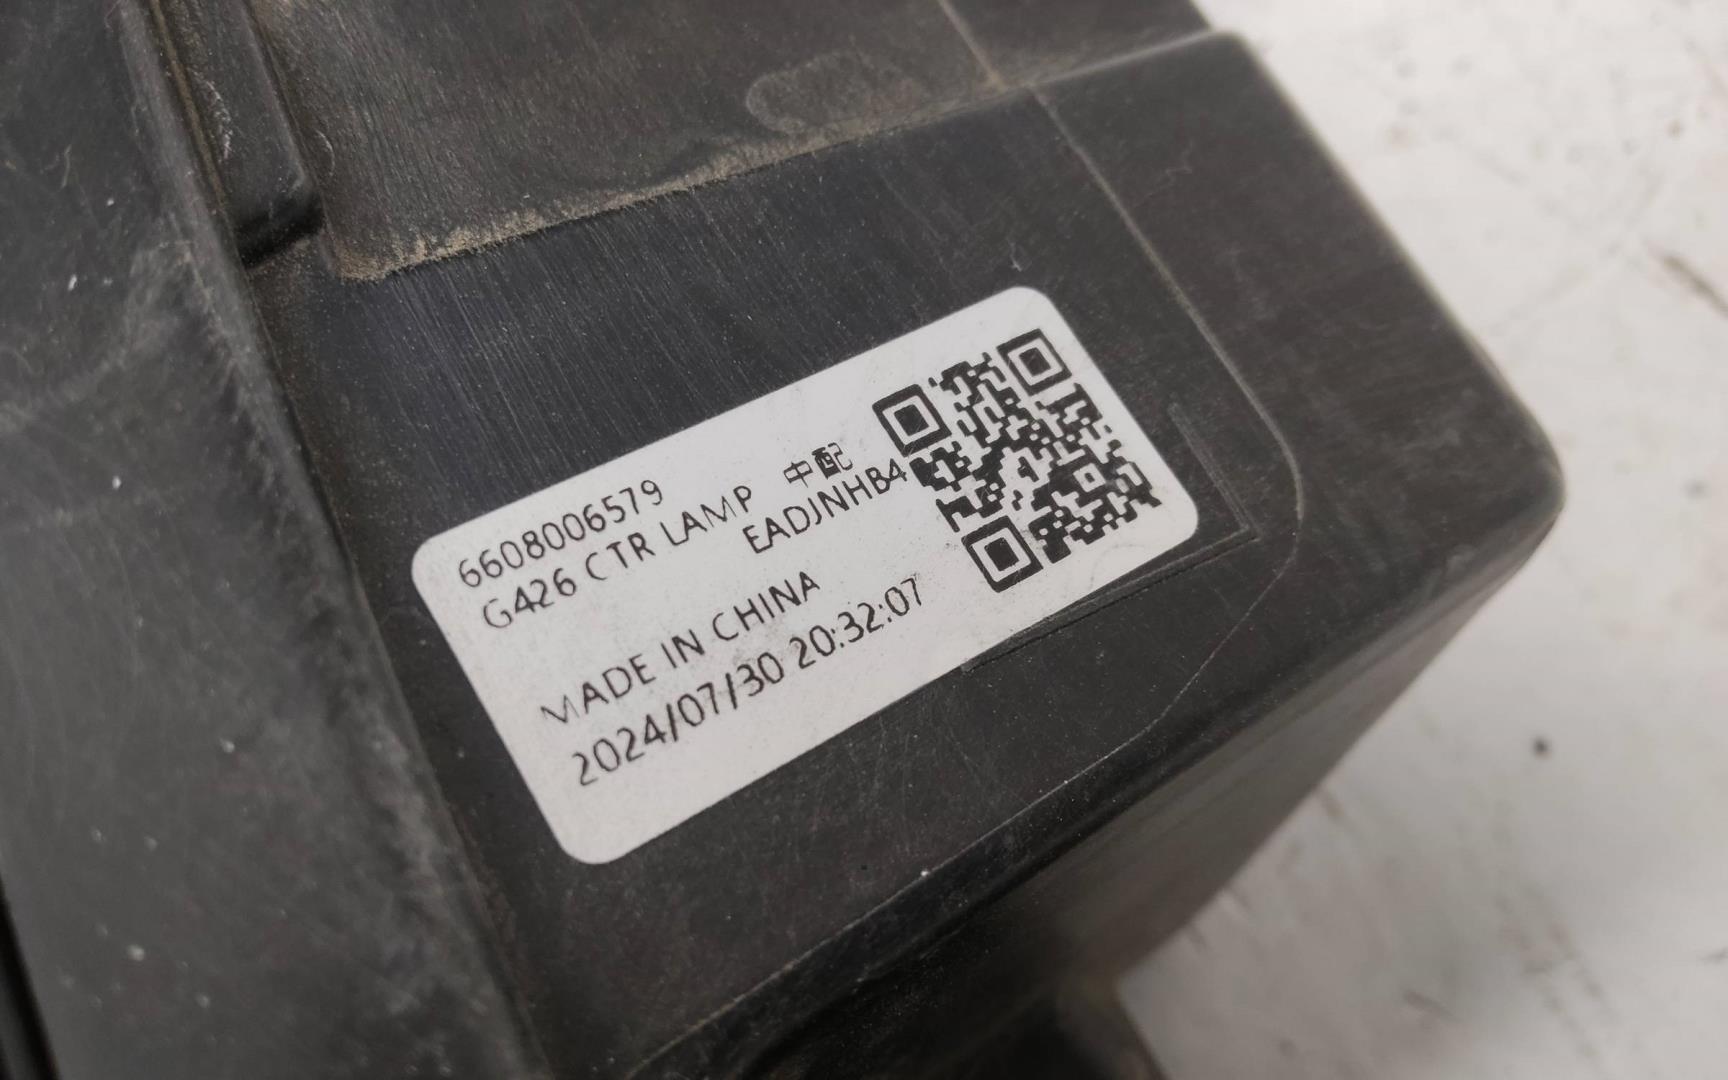 6608006579
G426 CTR LAMP 中配
EADJNHB4
MADE IN CHINA
2024/07/30 20:32:07